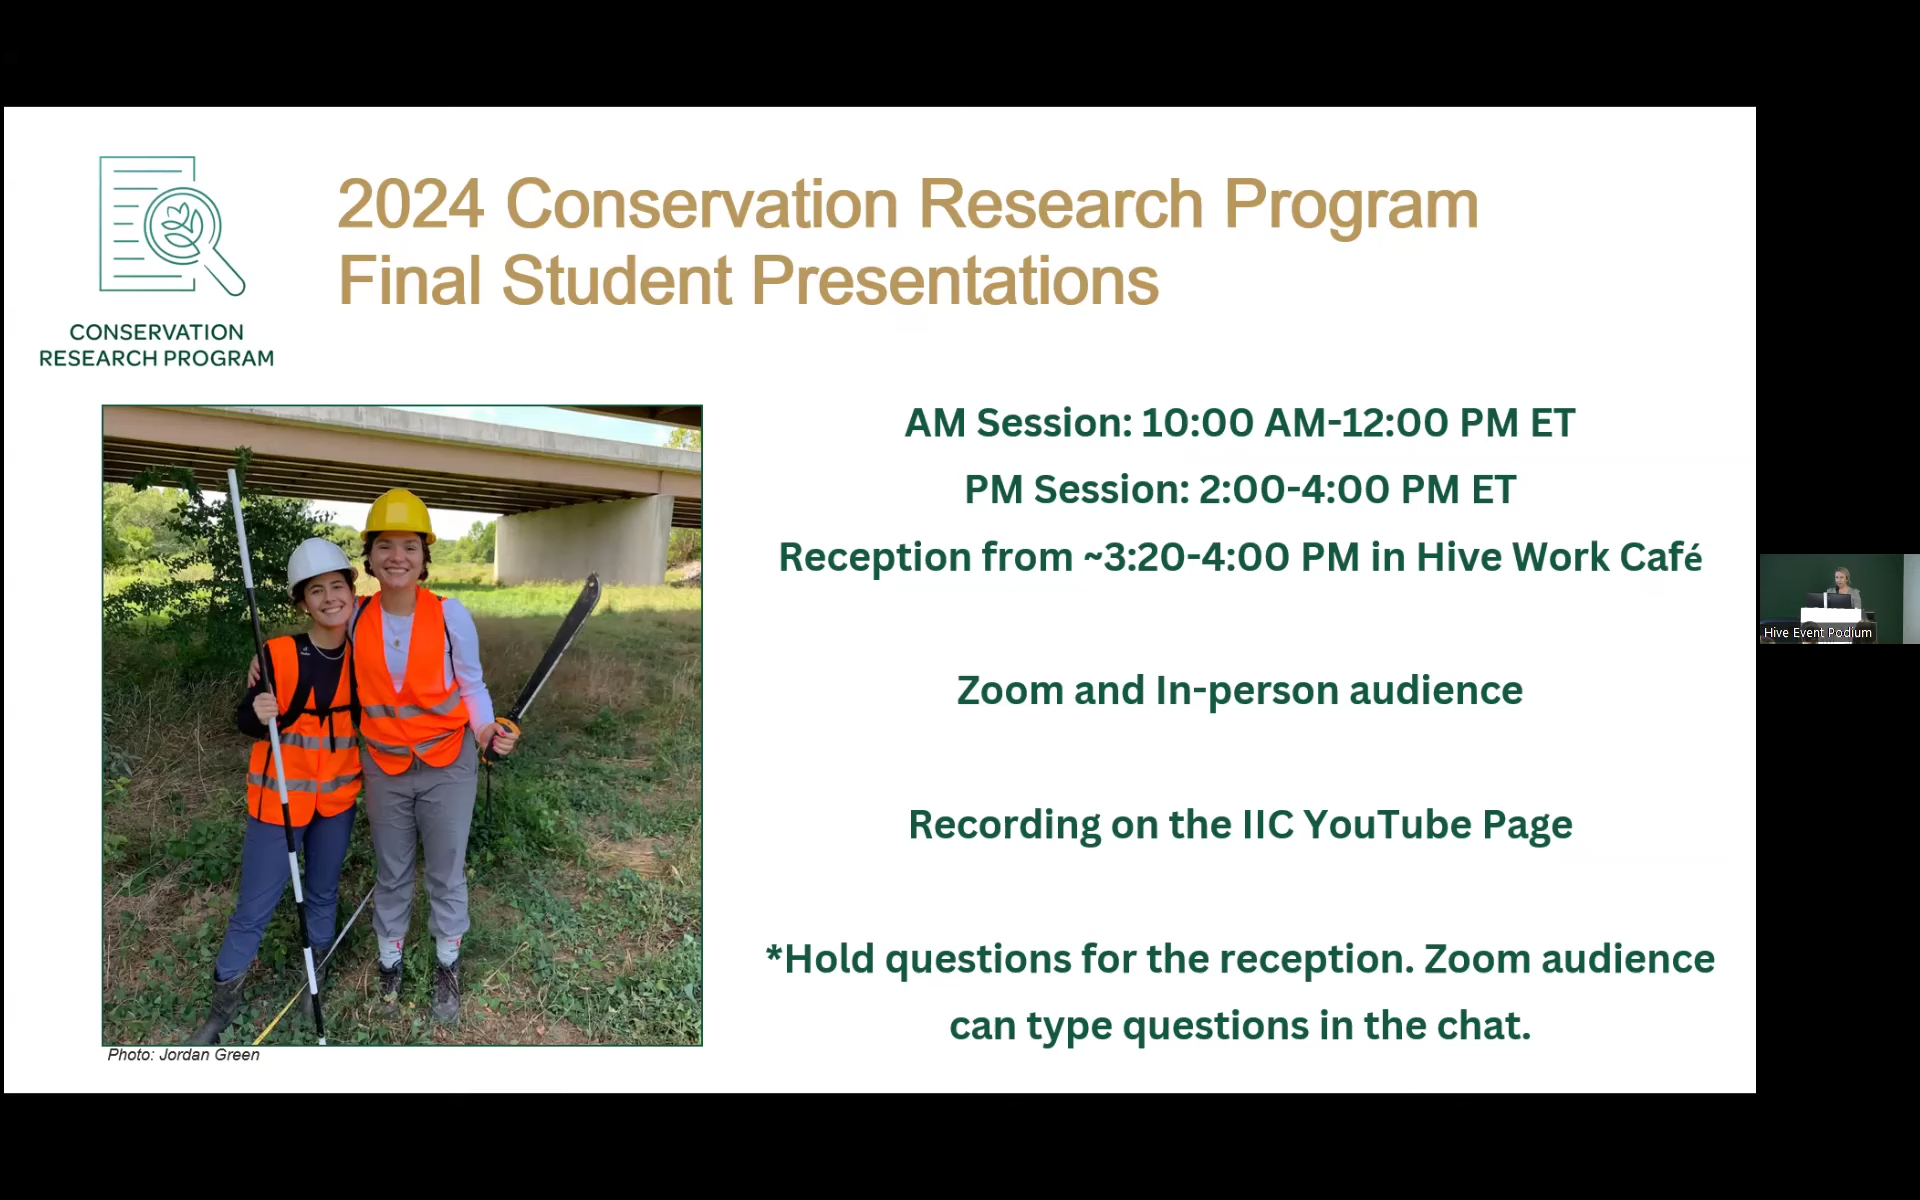 2024 Conservation Research Program
Final Student Presentations
CONSERVATION
RESEARCH PROGRAM
AM Session: 10:00 AM-12:00 PM ET
PM Session: 2:00-4:00 PM ET
Reception from ~3:20-4:00 PM in Hive Work Café
Zoom and In-person audience
Recording on the IIC YouTube Page
*Hold questions for the reception. Zoom audience
can type questions in the chat.
Photo: Jordan Green
Hive Event Podium